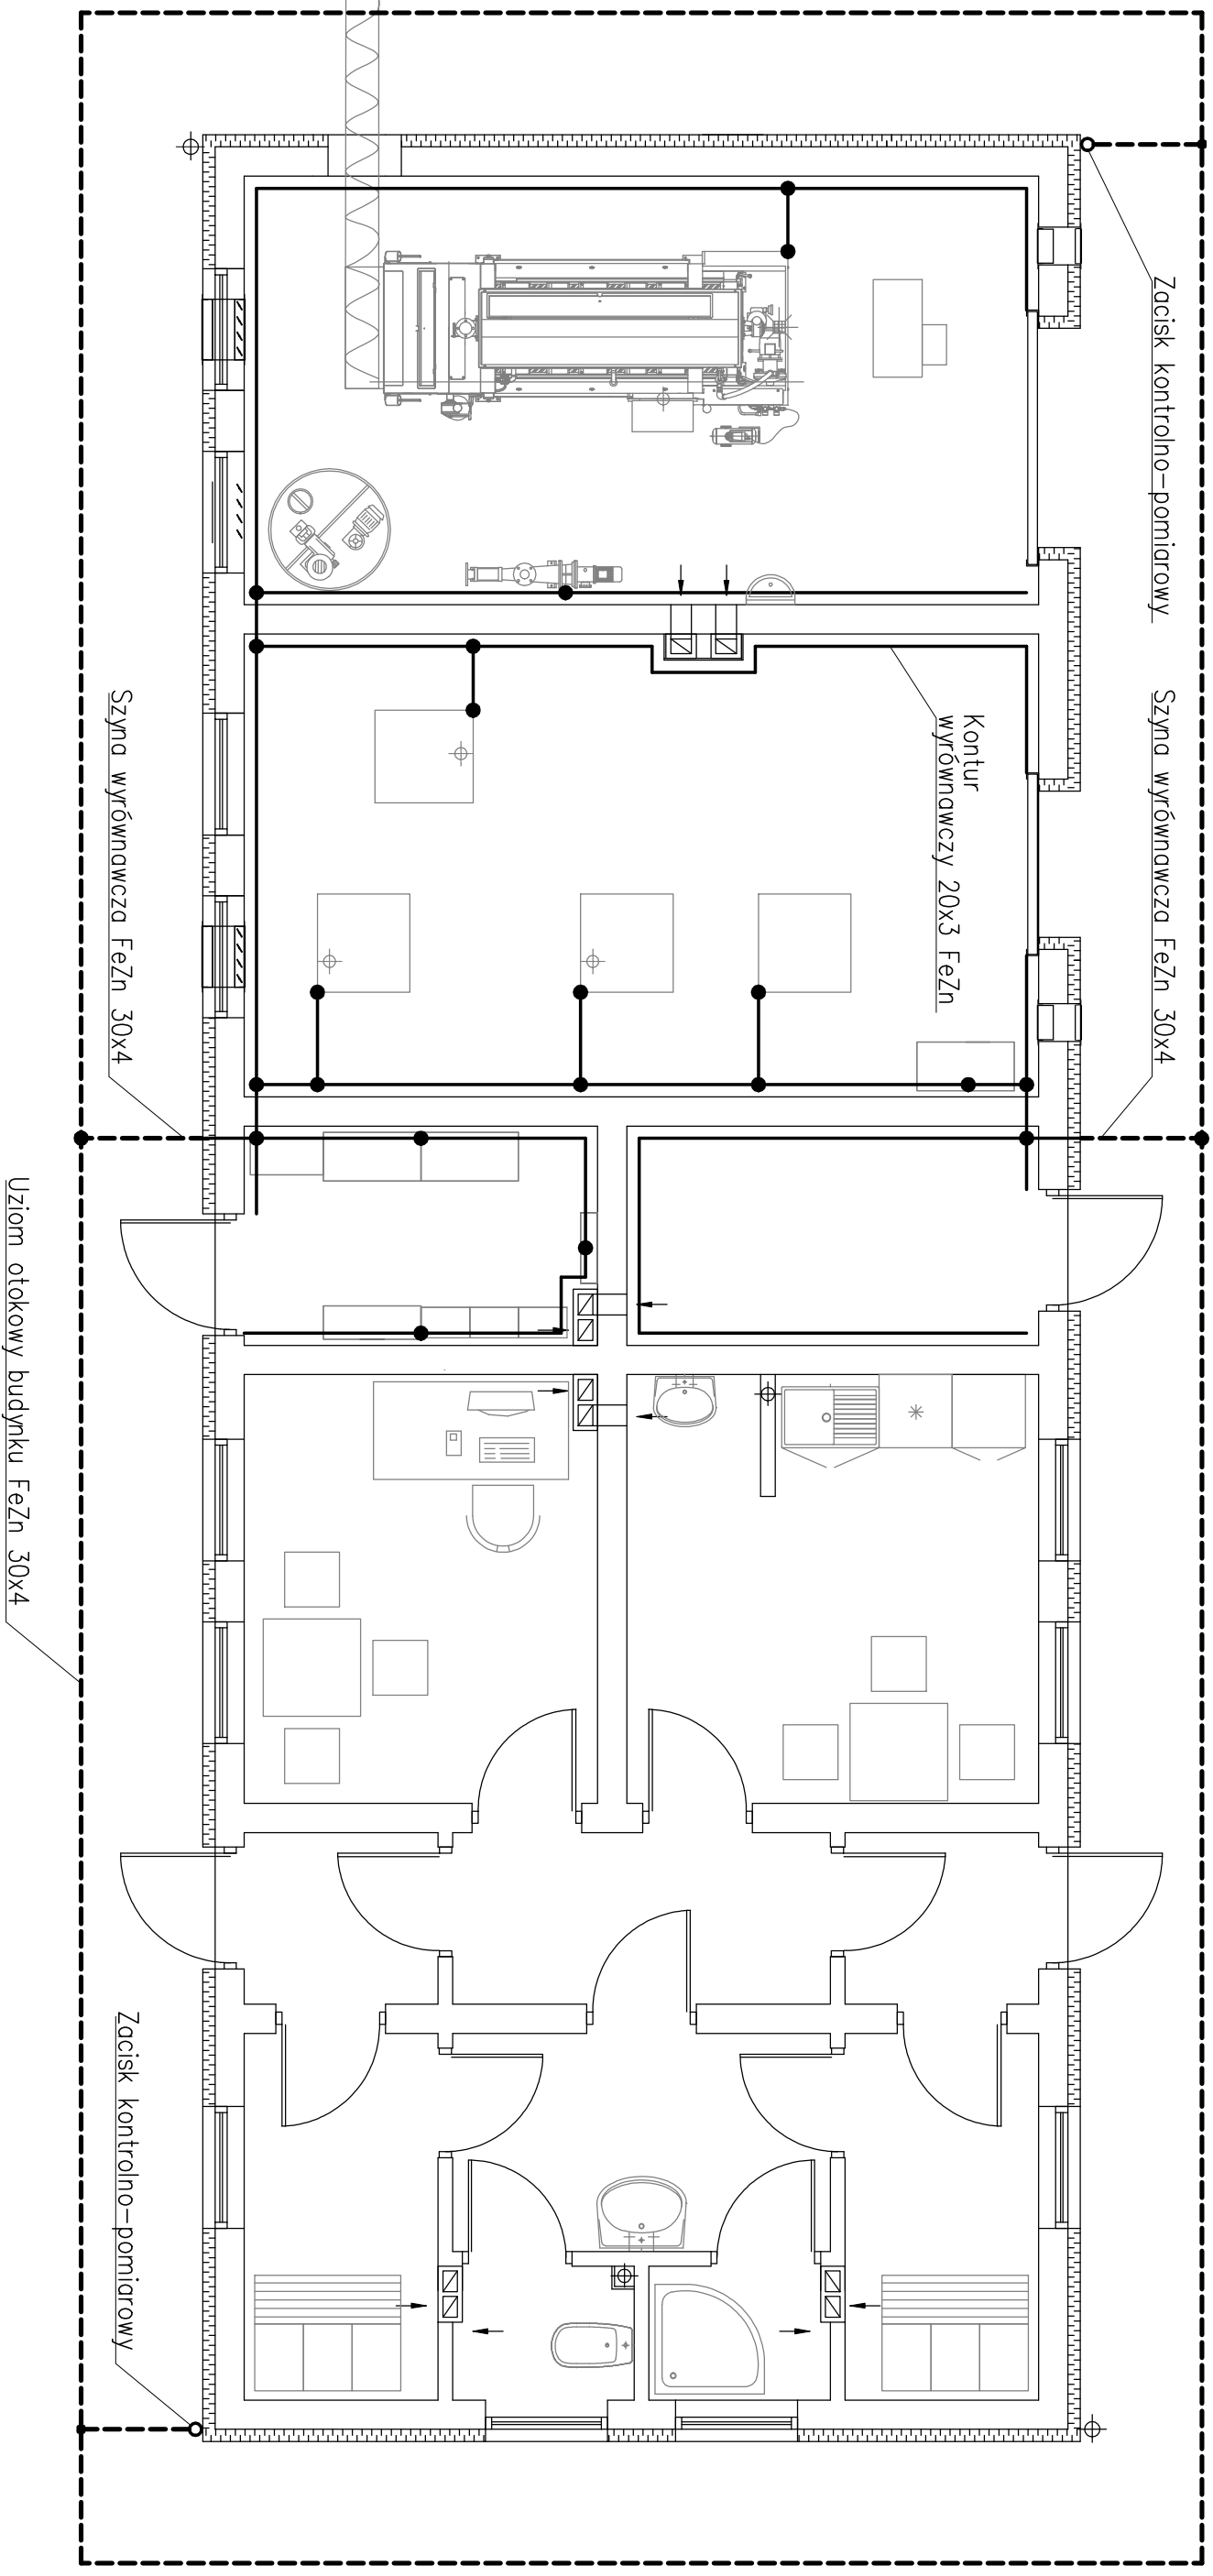 Zacisk kontrolno-pomiarowy
Szyna wyrównawcza FeZn 30x4
Kontur
wyrównawczy 20x3 FeZn
Szyna wyrównawcza FeZn 30x4
Uziom otokowy budynku FeZn 30x4
Zacisk kontrolno-pomiarowy